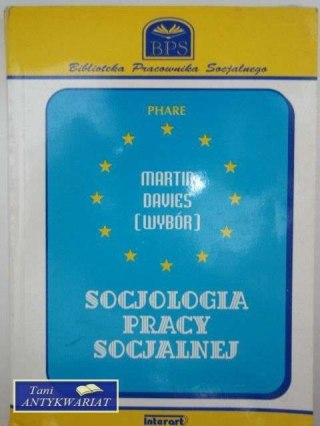 BPS
Biblioteka Pracownika Socjalnego
PHARE
MARTIN
DAVIES
(WYBÓR)
SOCJOLOGIA
PRACY
SOCJALNEJ
Tani
ANTYKWARIAT
interart